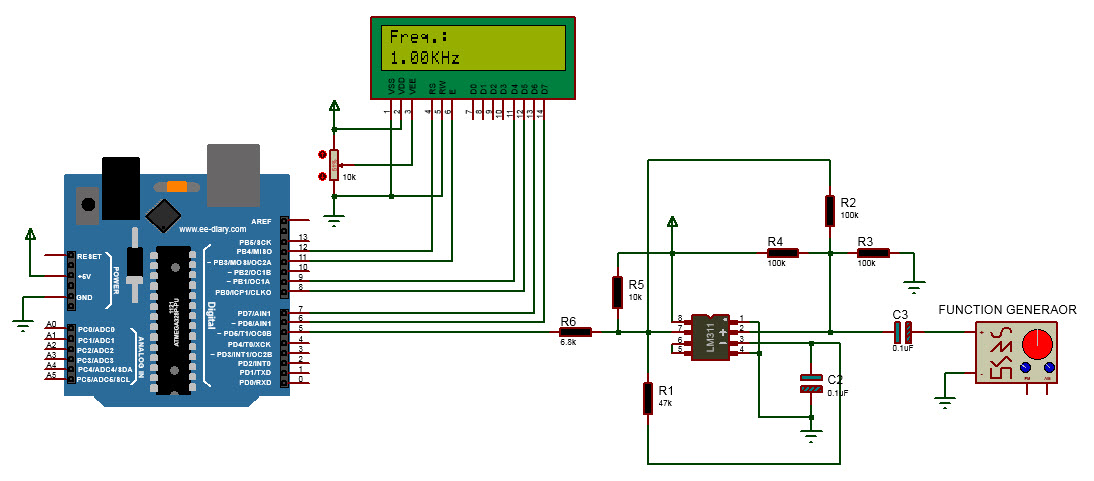 Freq.:
1.00KHz
VSS
VDD
VEE
RS
RW
E
D0
D1
D2
D3
D4
D5
D6
D7
1
2
3
4
5
6
7
8
9
10
11
12
13
14
10k
www.ee-diary.com
RESET
+5V
GND
POWER
A0
A1
A2
A3
A4
A5
PC0/ADC0
PC1/ADC1
PC2/ADC2
PC3/ADC3
PC4/ADC4/SDA
PC5/ADC6/SCL
ANALOG IN
1121
ATMEGA328P-PU
Digital
AREF
PB5/SCK
PB4/MISO
~ PB3/MOSI/OC2A
~ PB2/OC1B
~ PB1/OC1A
PB0/ICP1/CLKO
PD7/AIN1
~ PD6/AIN1
~ PD5/T1/OC0B
PD4/T0/XCK
~ PD3/INT1/OC2B
PD2/INT0
PD1/TXD
PD0/RXD
13
12
11
10
9
8
7
6
5
4
3
2
1
0
R6
6.8k
R5
10k
R4
100k
R2
100k
R3
100k
R1
47k
LM311
+
−
8
7
6
5
1
2
3
4
C2
0.1uF
C3
0.1uF
FUNCTION GENERAOR
+
-